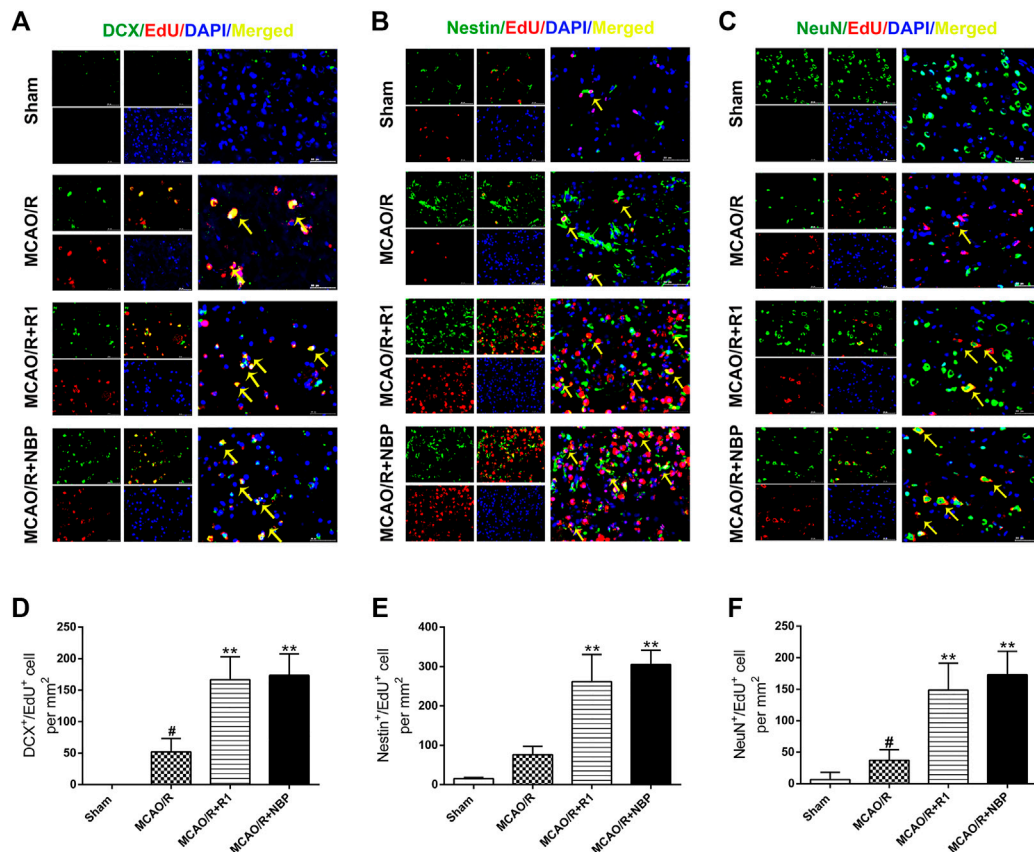 A
DCX/EdU/DAPI/Merged
Sham
MCAO/R
MCAO/R+R1
MCAO/R+NBP
B
Nestin/EdU/DAPI/Merged
Sham
MCAO/R
MCAO/R+R1
MCAO/R+NBP
C
NeuN/EdU/DAPI/Merged
Sham
MCAO/R
MCAO/R+R1
MCAO/R+NBP
D
DCX⁺/EdU⁺ cell
per mm²
250
200
150
100
50
0
#
**
**
Sham
MCAO/R
MCAO/R+R1
MCAO/R+NBP
E
Nestin⁺/EdU⁺ cell
per mm²
400
300
200
100
0
**
**
Sham
MCAO/R
MCAO/R+R1
MCAO/R+NBP
F
NeuN⁺/EdU⁺ cell
per mm²
250
200
150
100
50
0
#
**
**
Sham
MCAO/R
MCAO/R+R1
MCAO/R+NBP